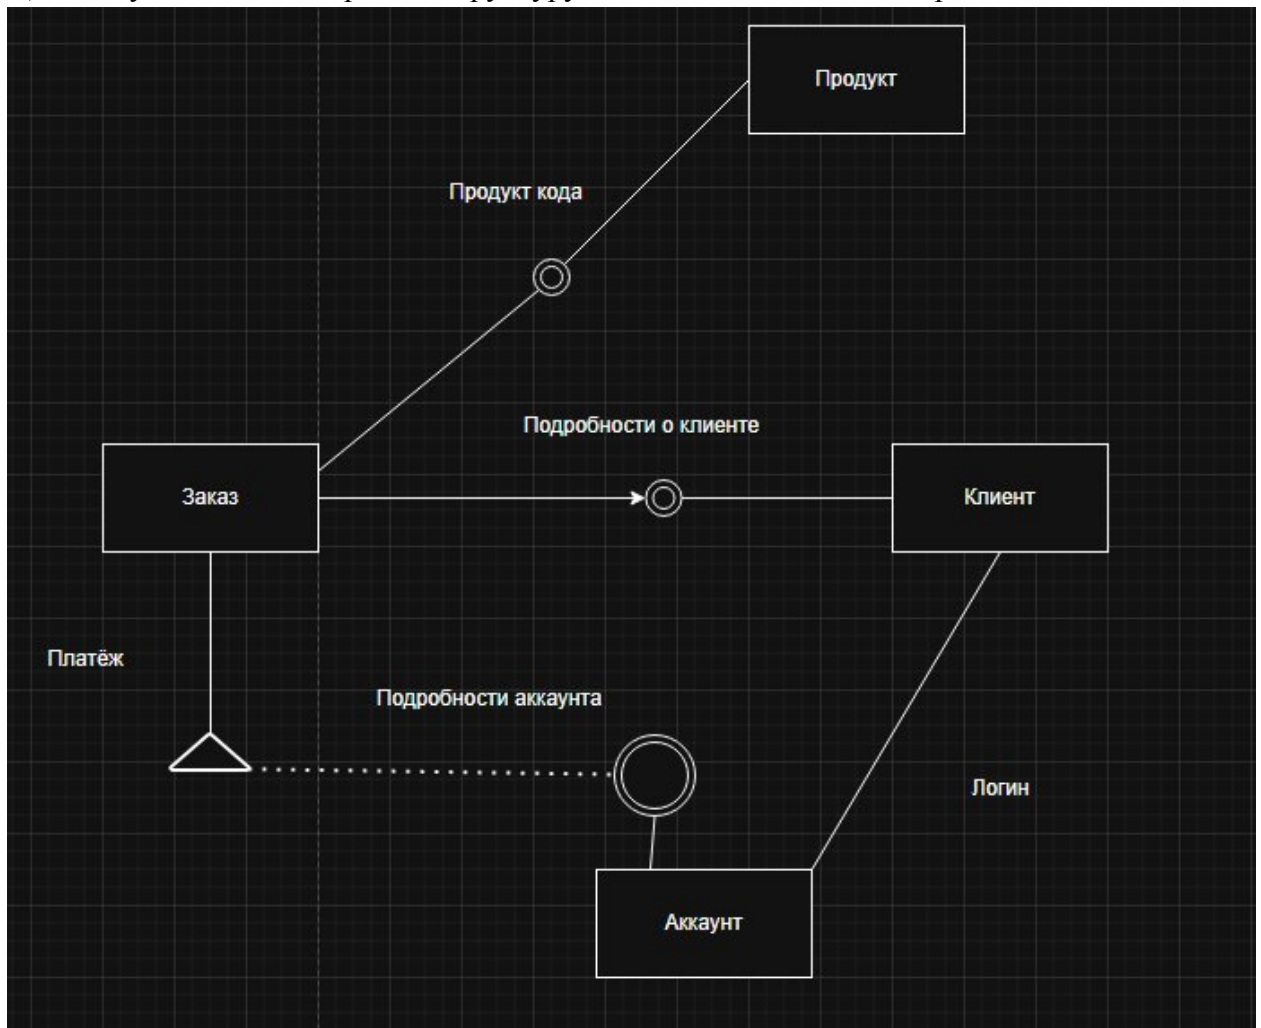 Продукт
Продукт кода
Подробности о клиенте
Заказ
Клиент
Платёж
Подробности аккаунта
Логин
Аккаунт